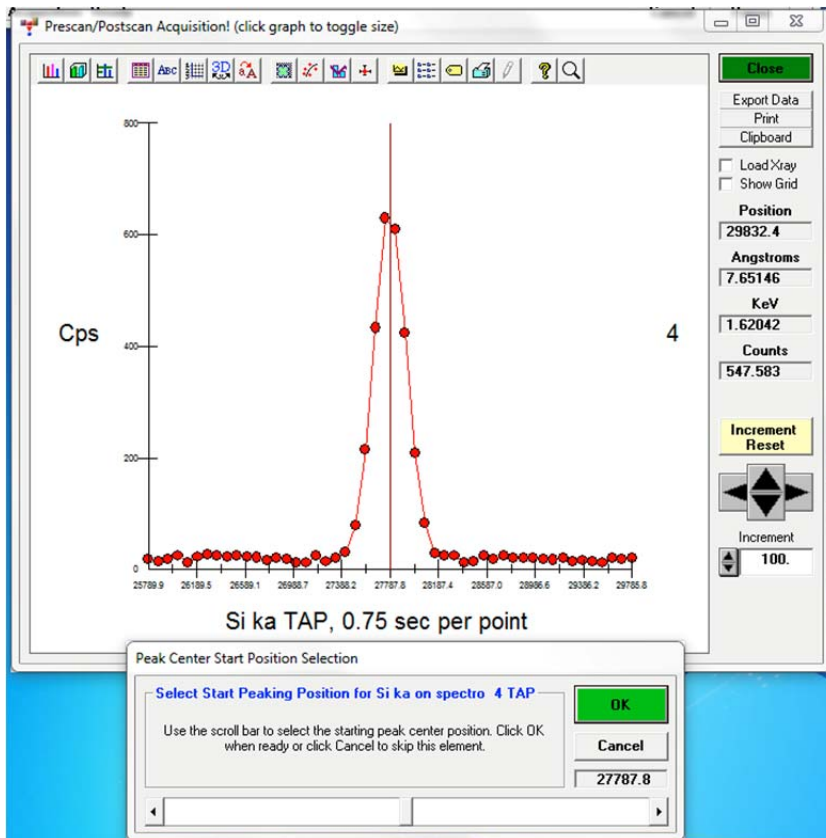 Prescan/Postscan Acquisition! (click graph to toggle size)
ABC
3D
Close
Export Data
Print
Clipboard
Load Xray
Show Grid
Position
29832.4
Angstroms
7.65146
KeV
1.62042
Counts
547.583
Increment
Reset
Increment
100.
800
600
Cps
400
4
200
0
25789.9 26189.5 26589.1 26988.7 27388.2 27787.8 28187.4 28587.0 28986.6 29386.2 29785.8
Si ka TAP, 0.75 sec per point
Peak Center Start Position Selection
Select Start Peaking Position for Si ka on spectro 4 TAP
Use the scroll bar to select the starting peak center position. Click OK
when ready or click Cancel to skip this element.
OK
Cancel
27787.8